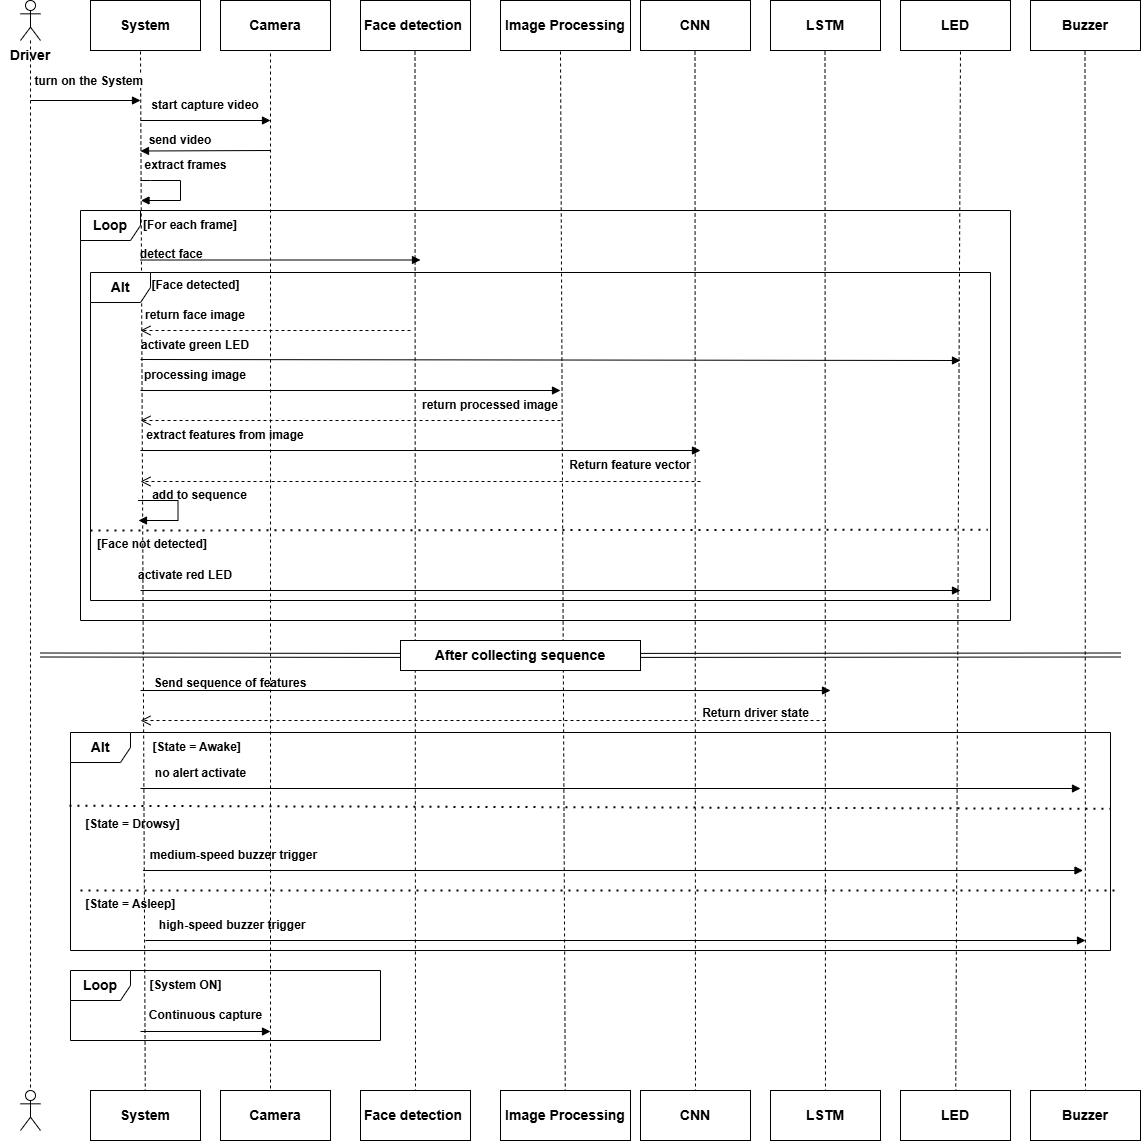 System Camera Face detection Image Processing CNN LSTM LED Buzzer
Driver
turn on the System
start capture video
send video
extract frames
Loop [For each frame]
detect face
Alt [Face detected]
return face image
activate green LED
processing image
return processed image
extract features from image
Return feature vector
add to sequence
[Face not detected]
activate red LED
After collecting sequence
Send sequence of features
Return driver state
Alt [State = Awake]
no alert activate
[State = Drowsy]
medium-speed buzzer trigger
[State = Asleep]
high-speed buzzer trigger
Loop [System ON]
Continuous capture
System Camera Face detection Image Processing CNN LSTM LED Buzzer